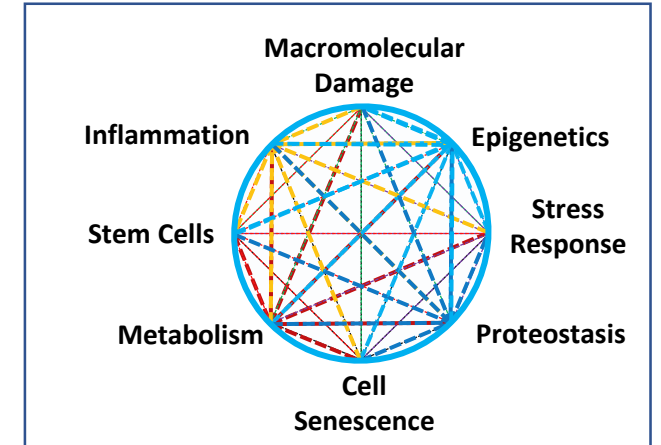 Macromolecular
Damage
Inflammation
Epigenetics
Stem Cells
Stress
Response
Metabolism
Proteostasis
Cell
Senescence